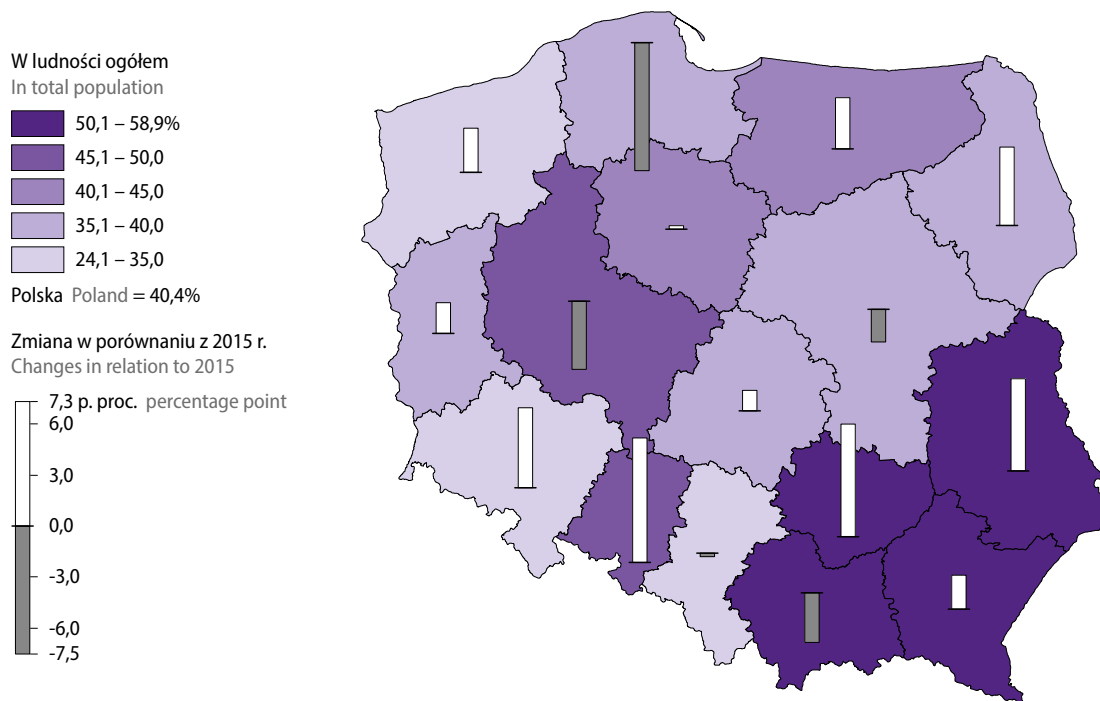 W ludności ogółem
In total population
50,1 – 58,9%
45,1 – 50,0
40,1 – 45,0
35,1 – 40,0
24,1 – 35,0
Polska Poland = 40,4%
Zmiana w porównaniu z 2015 r.
Changes in relation to 2015
7,3 p. proc. percentage point
6,0
3,0
0,0
-3,0
-6,0
-7,5